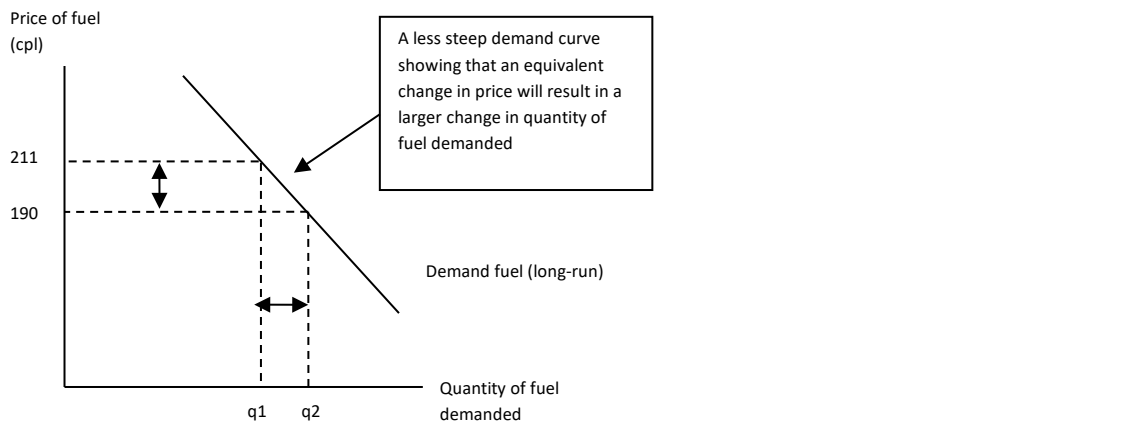 Price of fuel
(cpl)
A less steep demand curve
showing that an equivalent
change in price will result in a
larger change in quantity of
fuel demanded
211
190
Demand fuel (long-run)
Quantity of fuel
demanded
q1
q2